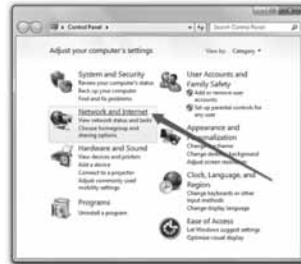 Control Panel
Search Control Panel
Adjust your computer's settings
View by: Category
System and Security
Review your computer's status
Back up your computer
Find and fix problems
Network and Internet
View network status and tasks
Choose homegroup and
sharing options
Hardware and Sound
View devices and printers
Add a device
Connect to a projector
Adjust commonly used
mobility settings
Programs
Uninstall a program
User Accounts and
Family Safety
Add or remove user
accounts
Set up parental controls for
any user
Appearance and
Personalization
Change the theme
Change desktop background
Adjust screen resolution
Clock, Language, and
Region
Change keyboards or other
input methods
Change display language
Ease of Access
Let Windows suggest settings
Optimize visual display